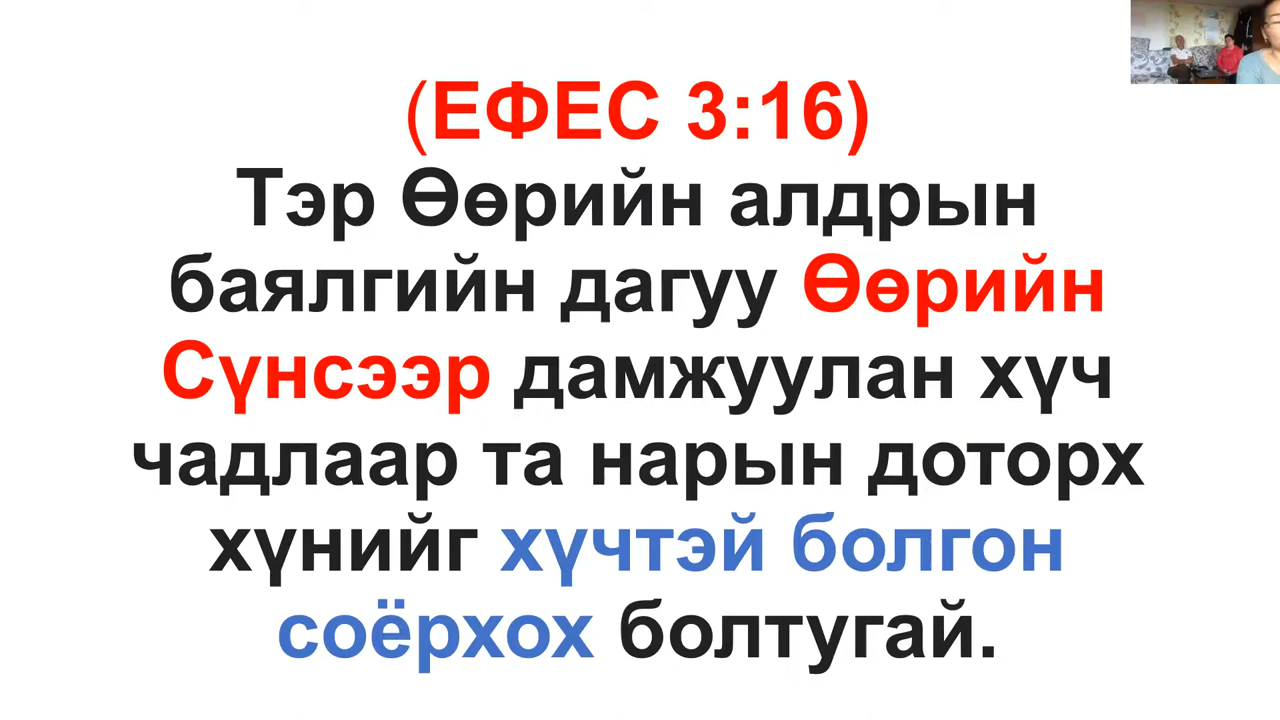 (ЕФЕС 3:16)
Тэр Өөрийн алдрын
баялгийн дагуу Өөрийн
Сүнсээр дамжуулан хүч
чадлаар та нарын доторх
хүнийг хүчтэй болгон
соёрхох болтугай.